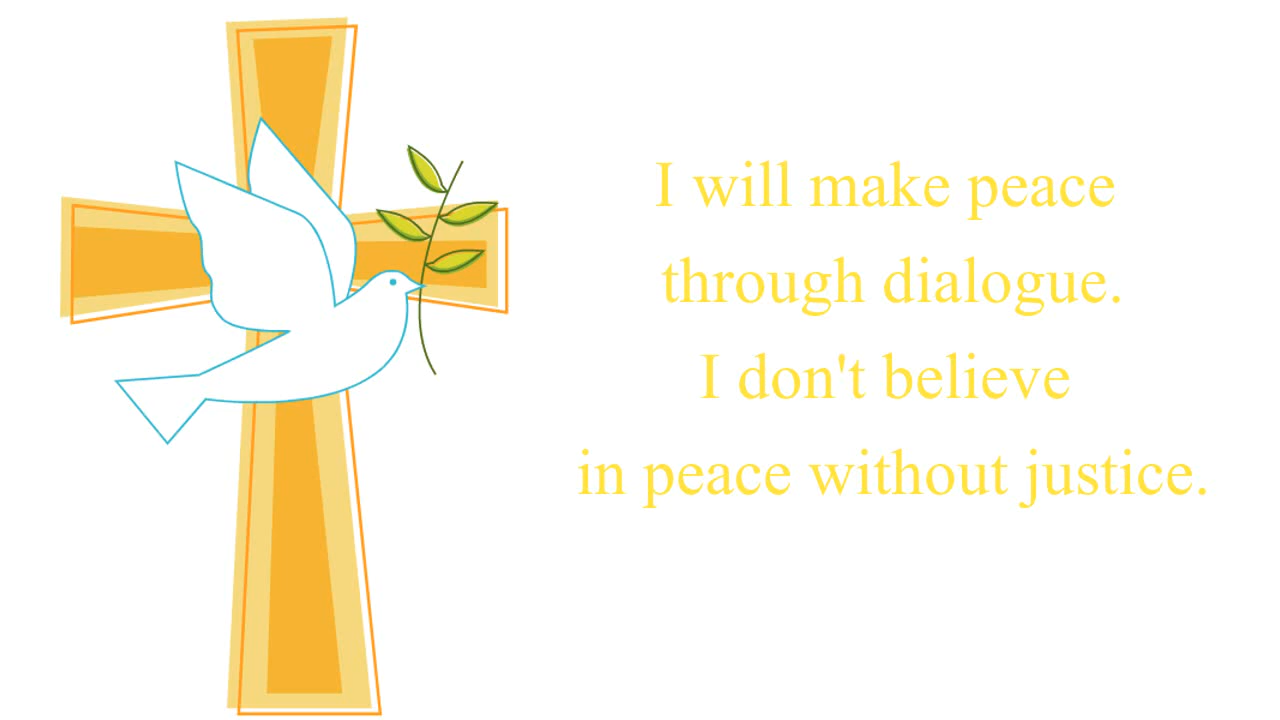 I will make peace
through dialogue.
I don't believe
in peace without justice.